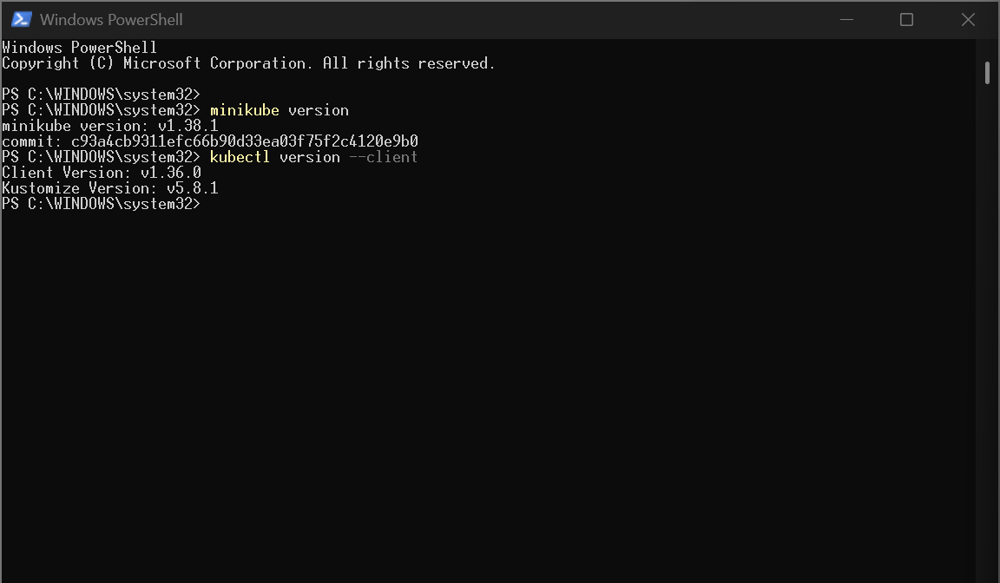 Windows PowerShell
Windows PowerShell
Copyright (C) Microsoft Corporation. All rights reserved.
PS C:\WINDOWS\system32>
PS C:\WINDOWS\system32> minikube version
minikube version: v1.38.1
commit: c93a4cb9311efc66b90d33ea03f75f2c4120e9b0
PS C:\WINDOWS\system32> kubectl version --client
Client Version: v1.36.0
Kustomize Version: v5.8.1
PS C:\WINDOWS\system32>